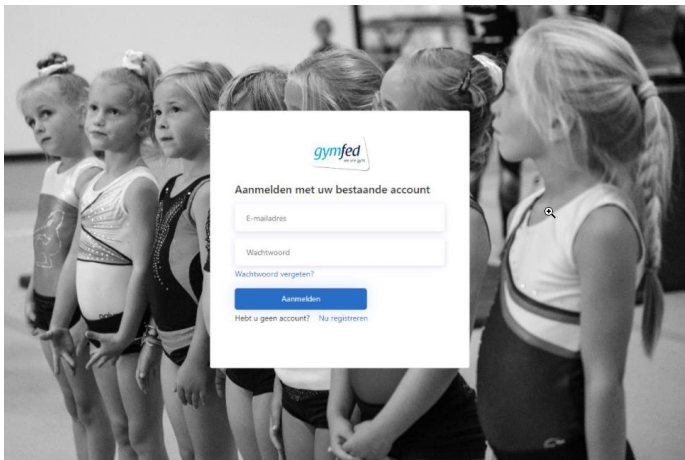 gymfed
Aanmelden met uw bestaande account
E-mailadres
Wachtwoord
Wachtwoord vergeten?
Aanmelden
Hebt u geen account? Nu registreren